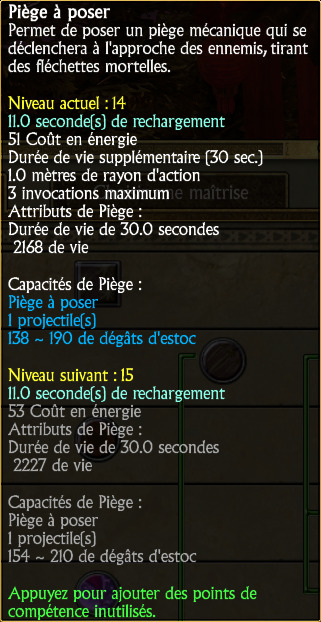 Piège à poser
Permet de poser un piège mécanique qui se
déclenchera à l'approche des ennemis, tirant
des fléchettes mortelles.
Niveau actuel : 14
11.0 seconde(s) de rechargement
51 Coût en énergie
Durée de vie supplémentaire (30 sec.)
1.0 mètres de rayon d'action
3 invocations maximum
Attributs de Piège :
Durée de vie de 30.0 secondes
2168 de vie
Capacités de Piège :
Piège à poser
1 projectile(s)
138 ~ 190 de dégâts d'estoc
Niveau suivant : 15
11.0 seconde(s) de rechargement
53 Coût en énergie
Attributs de Piège :
Durée de vie de 30.0 secondes
2227 de vie
Capacités de Piège :
Piège à poser
1 projectile(s)
154 ~ 210 de dégâts d'estoc
Appuyez pour ajouter des points de
compétence inutilisés.